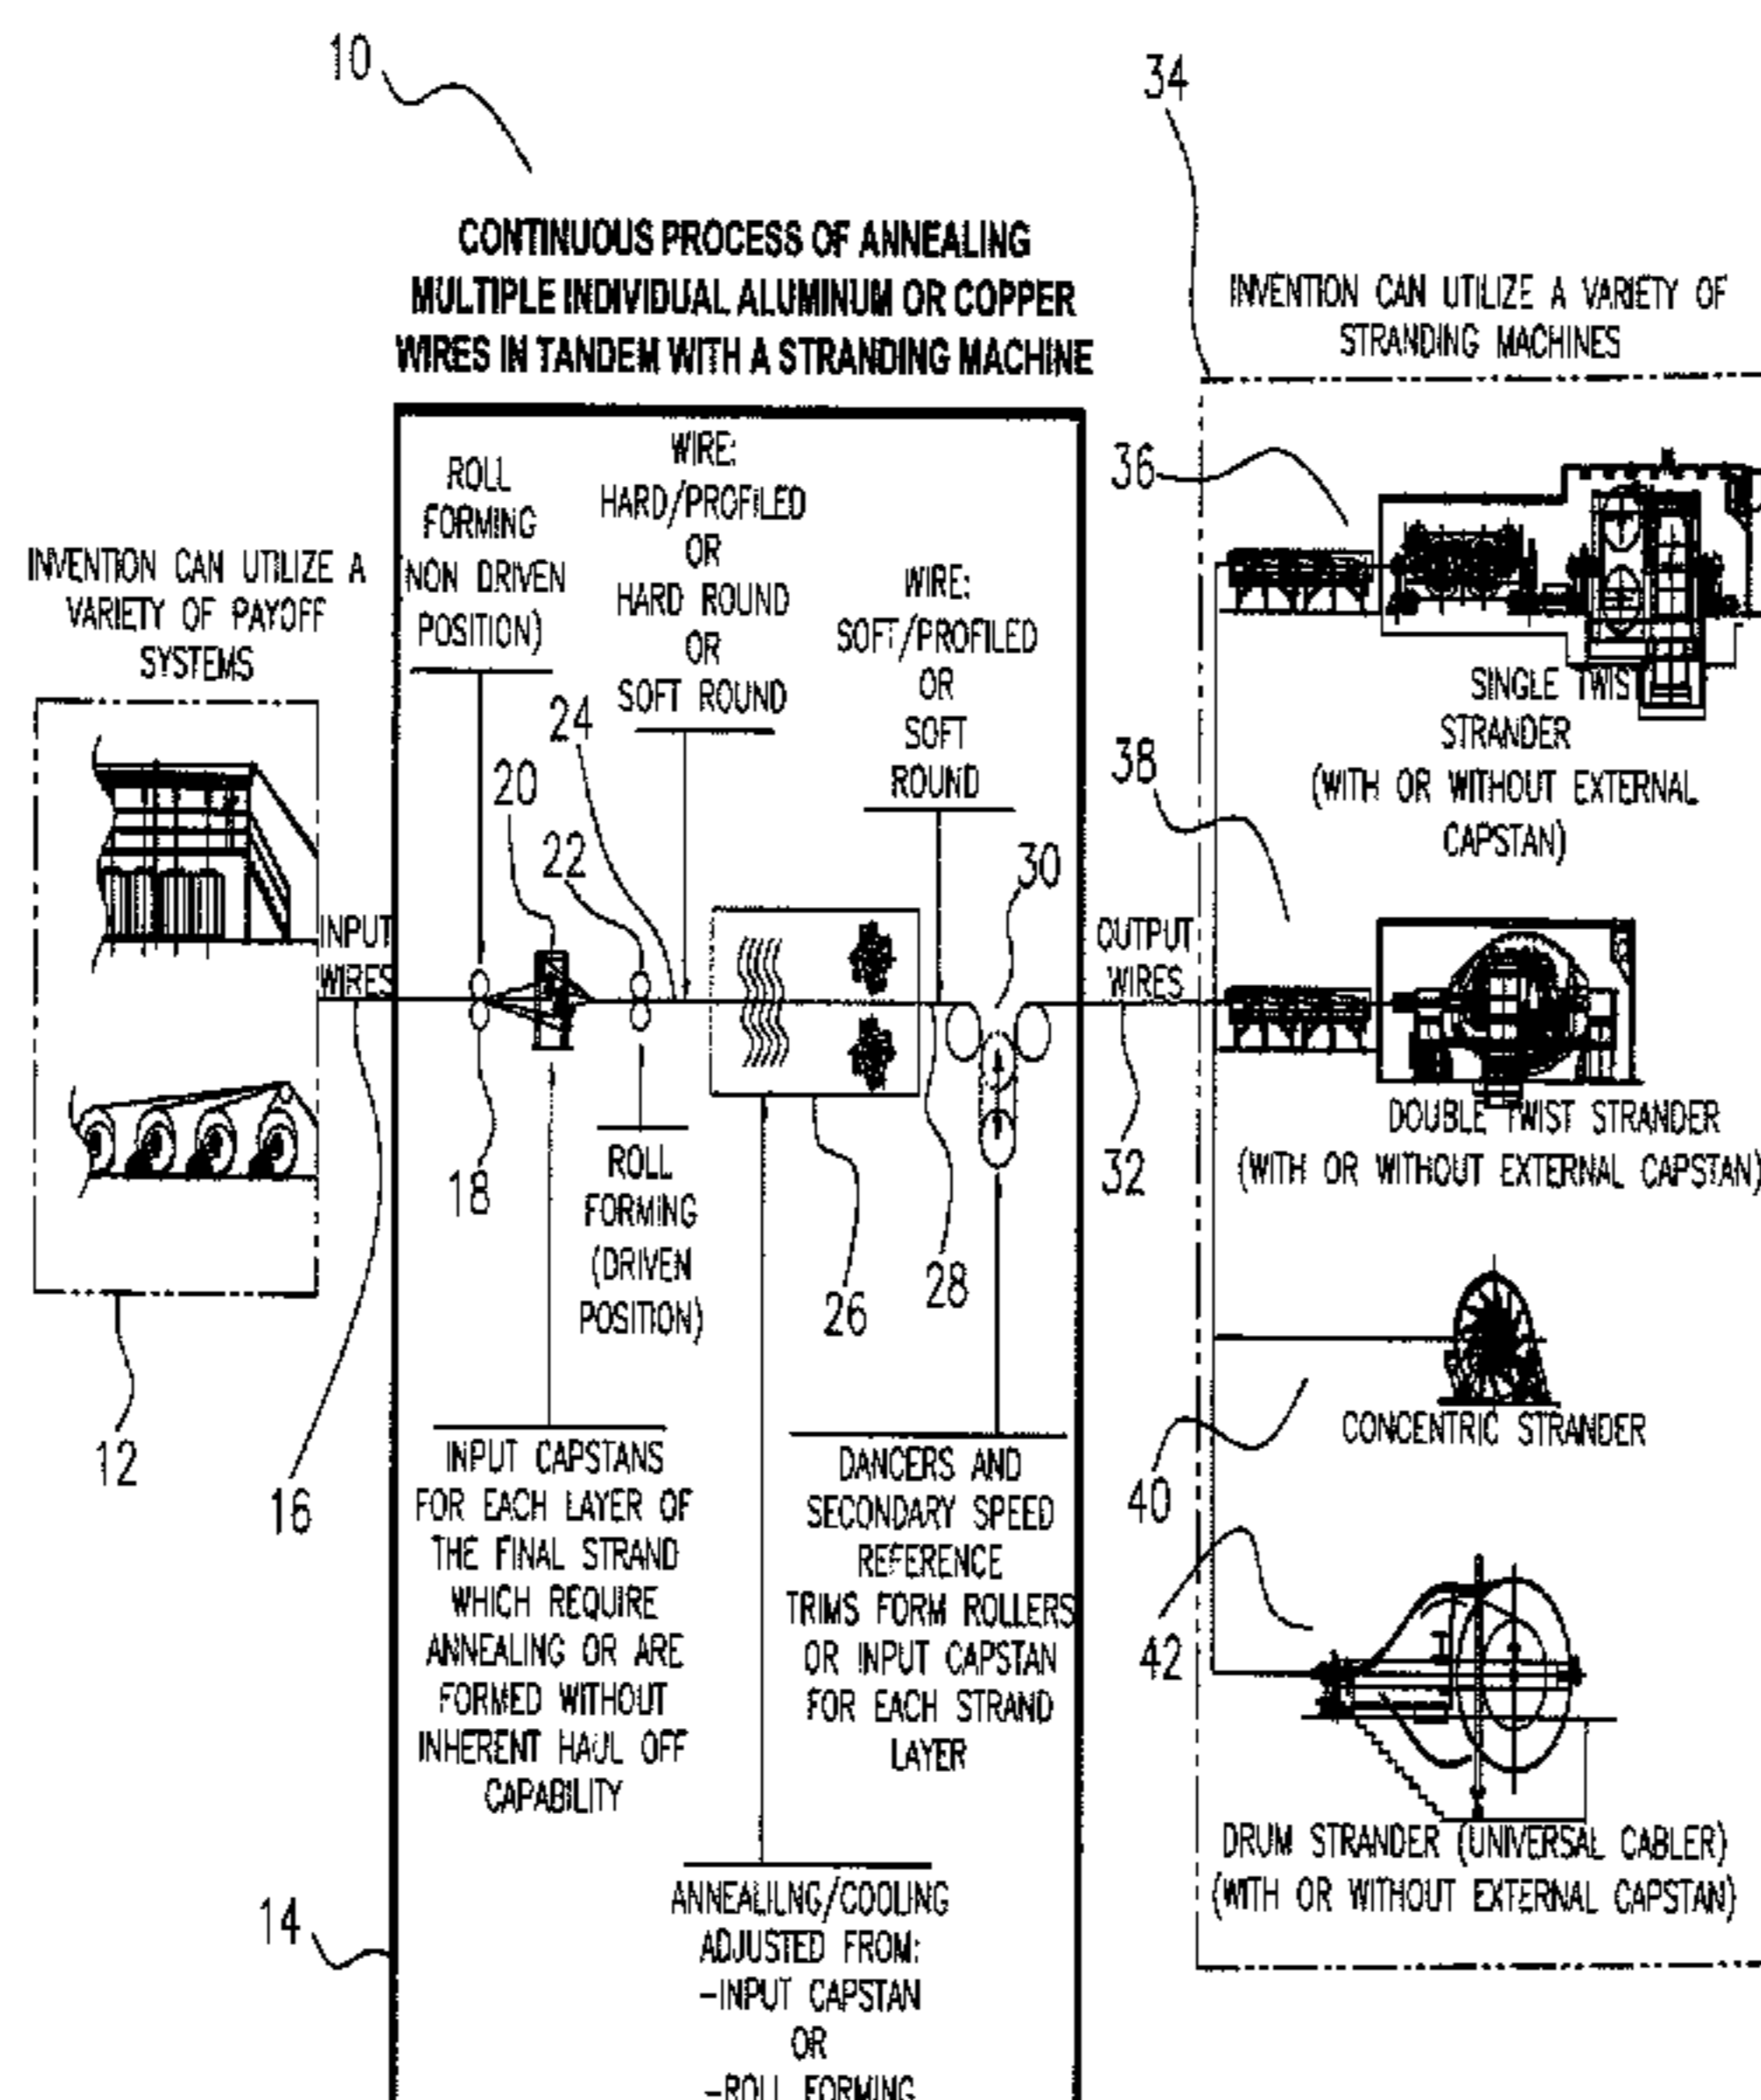 10
34
CONTINUOUS PROCESS OF ANNEALING
MULTIPLE INDIVIDUAL ALUMINUM OR COPPER
WIRES IN TANDEM WITH A STRANDING MACHINE
INVENTION CAN UTILIZE A VARIETY OF
STRANDING MACHINES
INVENTION CAN UTILIZE A
VARIETY OF PAYOFF
SYSTEMS
ROLL
FORMING
NON DRIVEN
POSITION)
WIRE:
HARD/PROFILED
OR
HARD ROUND
OR
SOFT ROUND
WIRE:
SOFT/PROFILED
OR
SOFT
ROUND
36
SINGLE TWIST
STRANDER
(WITH OR WITHOUT EXTERNAL
CAPSTAN)
24
20
22
30
38
INPUT
WIRES
OUTPUT
WIRES
DOUBLE TWIST STRANDER
(WITH OR WITHOUT EXTERNAL CAPSTAN)
18
ROLL
FORMING
(DRIVEN
POSITION)
26
28
32
12
16
INPUT CAPSTANS
FOR EACH LAYER OF
THE FINAL STRAND
WHICH REQUIRE
ANNEALING OR ARE
FORMED WITHOUT
INHERENT HAUL OFF
CAPABILITY
DANCERS AND
SECONDARY SPEED
REFERENCE
TRIMS FORM ROLLERS
OR INPUT CAPSTAN
FOR EACH STRAND
LAYER
CONCENTRIC STRANDER
40
42
DRUM STRANDER (UNIVERSAL CABLER)
(WITH OR WITHOUT EXTERNAL CAPSTAN)
14
ANNEALILNG/COOLING
ADJUSTED FROM:
-INPUT CAPSTAN
OR
-ROLL FORMING